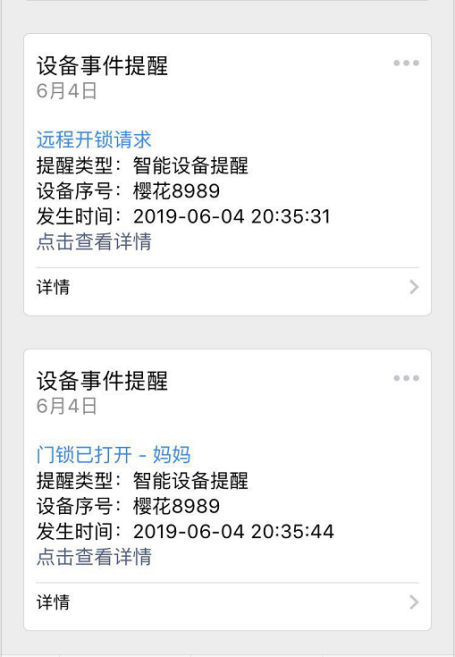 设备事件提醒
6月4日
远程开锁请求
提醒类型：智能设备提醒
设备序号：樱花8989
发生时间：2019-06-04 20:35:31
点击查看详情
详情
设备事件提醒
6月4日
门锁已打开 - 妈妈
提醒类型：智能设备提醒
设备序号：樱花8989
发生时间：2019-06-04 20:35:44
点击查看详情
详情